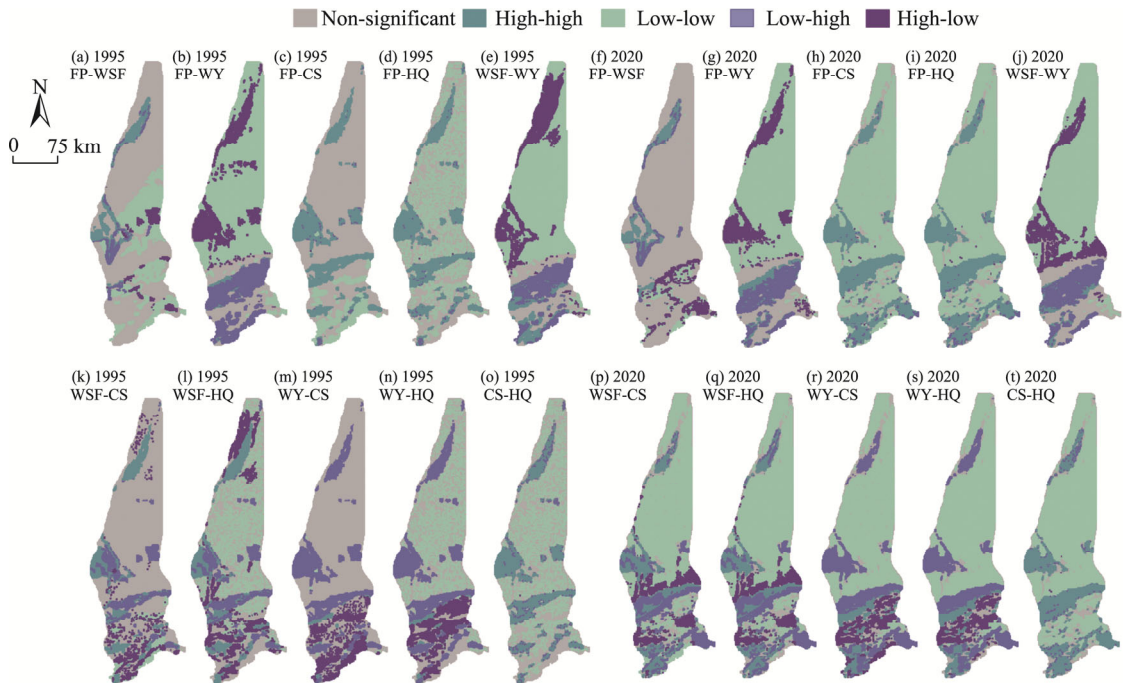 Non-significant High-high Low-low Low-high High-low
(a) 1995 (b) 1995 (c) 1995 (d) 1995 (e) 1995 (f) 2020 (g) 2020 (h) 2020 (i) 2020 (j) 2020
FP-WSF FP-WY FP-CS FP-HQ WSF-WY FP-WSF FP-WY FP-CS FP-HQ WSF-WY
N
0 75 km
(k) 1995 (l) 1995 (m) 1995 (n) 1995 (o) 1995 (p) 2020 (q) 2020 (r) 2020 (s) 2020 (t) 2020
WSF-CS WSF-HQ WY-CS WY-HQ CS-HQ WSF-CS WSF-HQ WY-CS WY-HQ CS-HQ